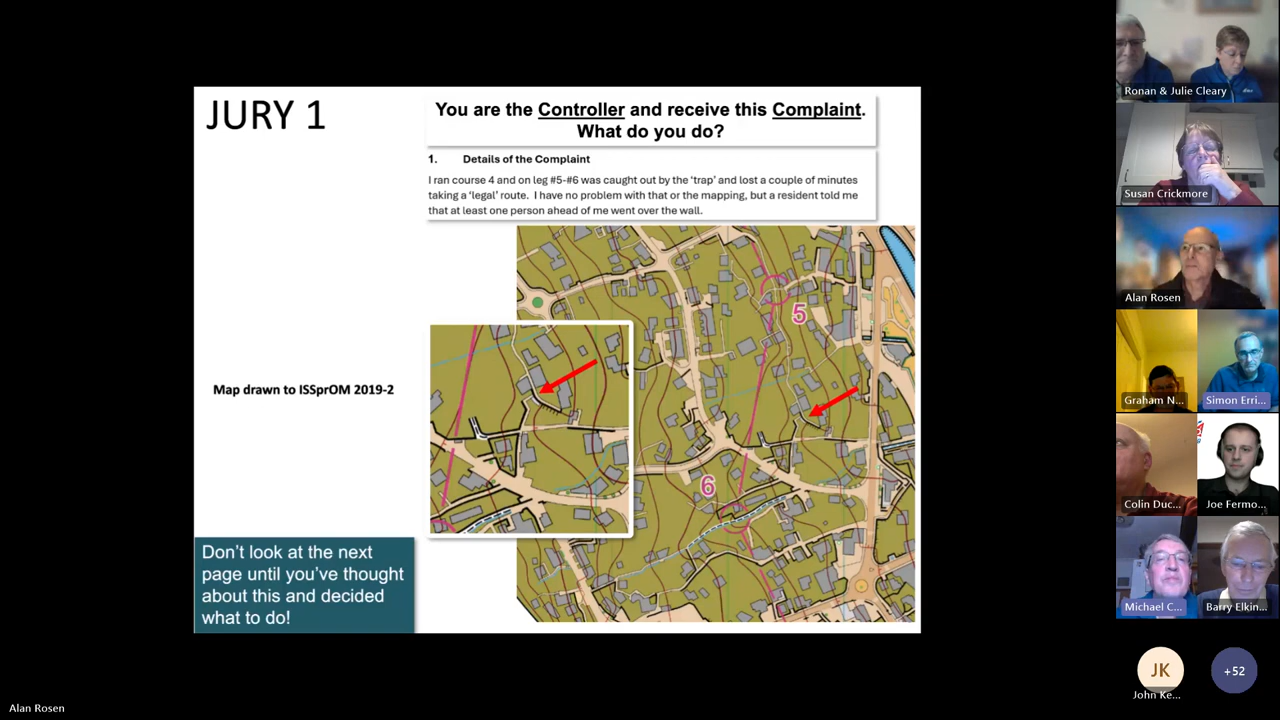 JURY 1
You are the Controller and receive this Complaint.
What do you do?
1. Details of the Complaint
I ran course 4 and on leg #5-#6 was caught out by the ‘trap’ and lost a couple of minutes
taking a ‘legal’ route. I have no problem with that or the mapping, but a resident told me
that at least one person ahead of me went over the wall.
5
6
Map drawn to ISSprOM 2019-2
Don’t look at the next
page until you’ve thought
about this and decided
what to do!
Ronan & Julie Cleary
Susan Crickmore
Alan Rosen
Graham N...
Simon Erri...
Colin Duc...
Joe Fermo...
Michael C...
Barry Elkin...
JK
John Ke...
+52
Alan Rosen